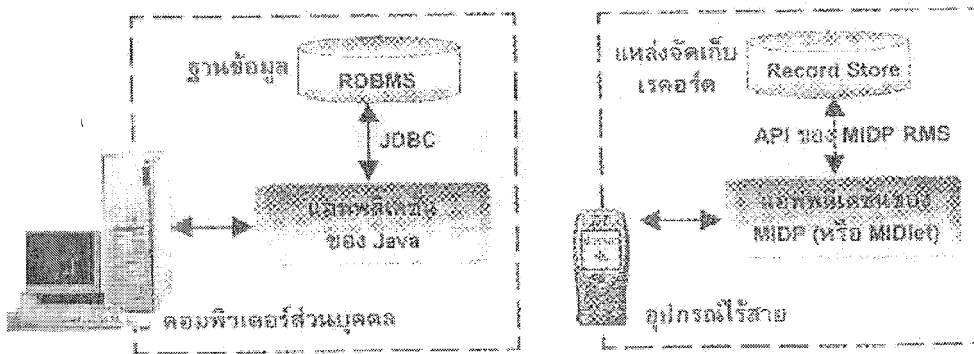 ฐานข้อมูล
RDBMS
JDBC
แอพพลิเคชัน
ของ Java
คอมพิวเตอร์ส่วนบุคคล
แหล่งจัดเก็บ
เรคอร์ด
Record Store
API ของ MIDP RMS
แอพพลิเคชันของ
MIDP (หรือ MIDlet)
อุปกรณ์ไร้สาย